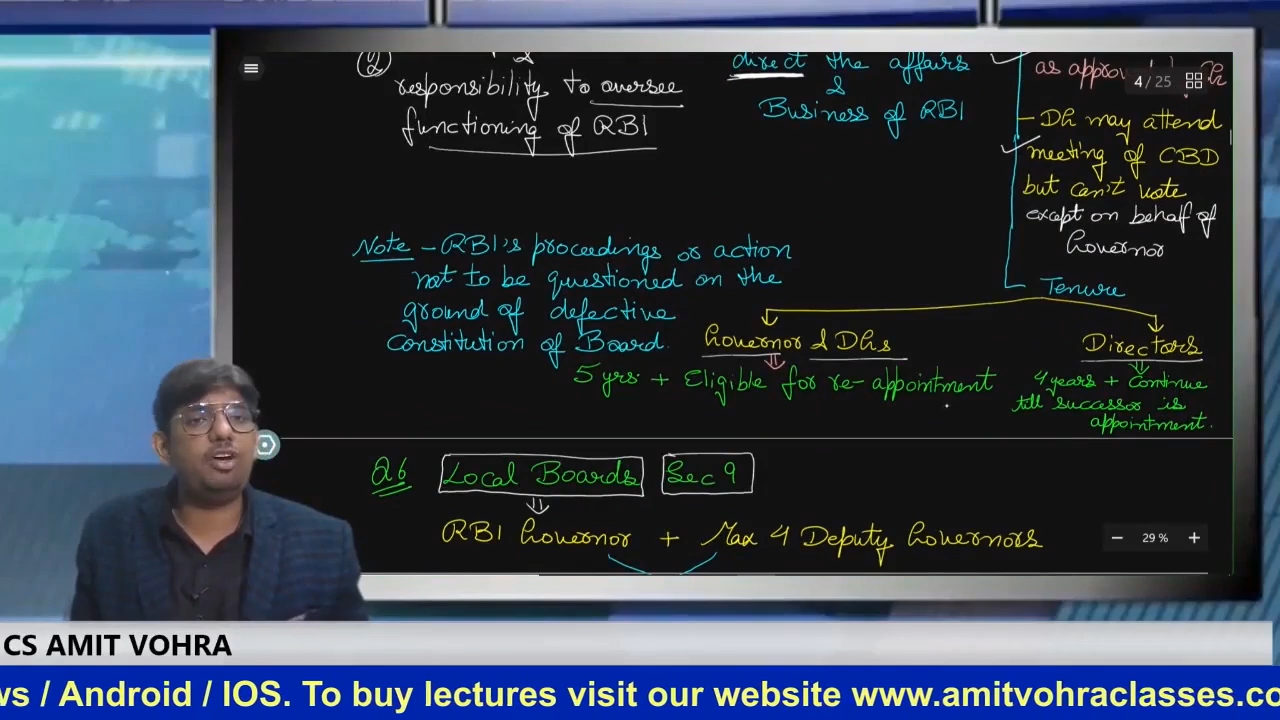 ②
responsibility to oversee
functioning of RBI
direct the affairs
&
Business of RBI
as approv
4 / 25
– Dh may attend
meeting of CBD
but can't vote
except on behalf of
Governor
Tenure
Note – RBI's proceedings or action
not to be questioned on the
ground of defective
Constitution of Board.
Governor & Dhs
5 yrs + Eligible for re-appointment
Directors
4 years + Continue
till successor is
appointment.
Q6 Local Boards Sec 9
RBI Governor + Max 4 Deputy Governors
− 29 % +
CS AMIT VOHRA
ws / Android / IOS. To buy lectures visit our website www.amitvohraclasses.co